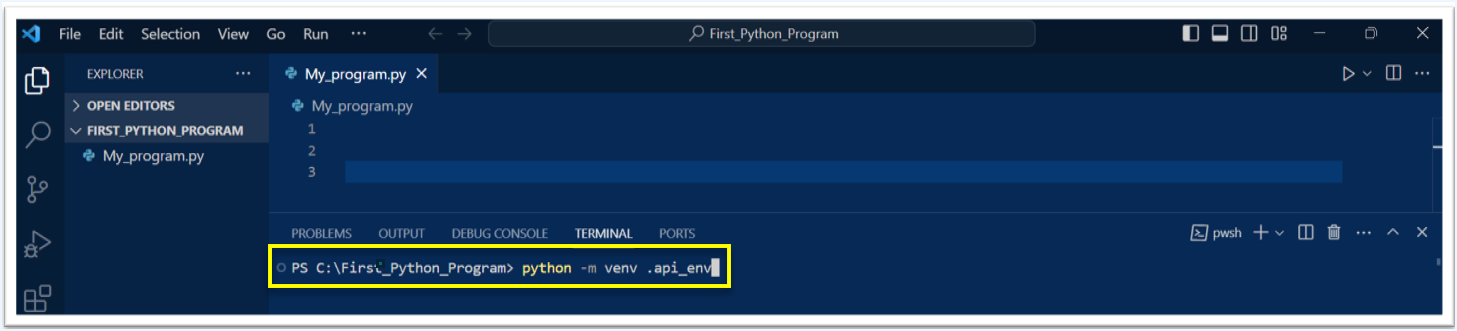 File Edit Selection View Go Run ··· First_Python_Program
EXPLORER ···
OPEN EDITORS
FIRST_PYTHON_PROGRAM
My_program.py
My_program.py
My_program.py
1
2
3
PROBLEMS OUTPUT DEBUG CONSOLE TERMINAL PORTS pwsh
PS C:\First_Python_Program> python -m venv .api_env